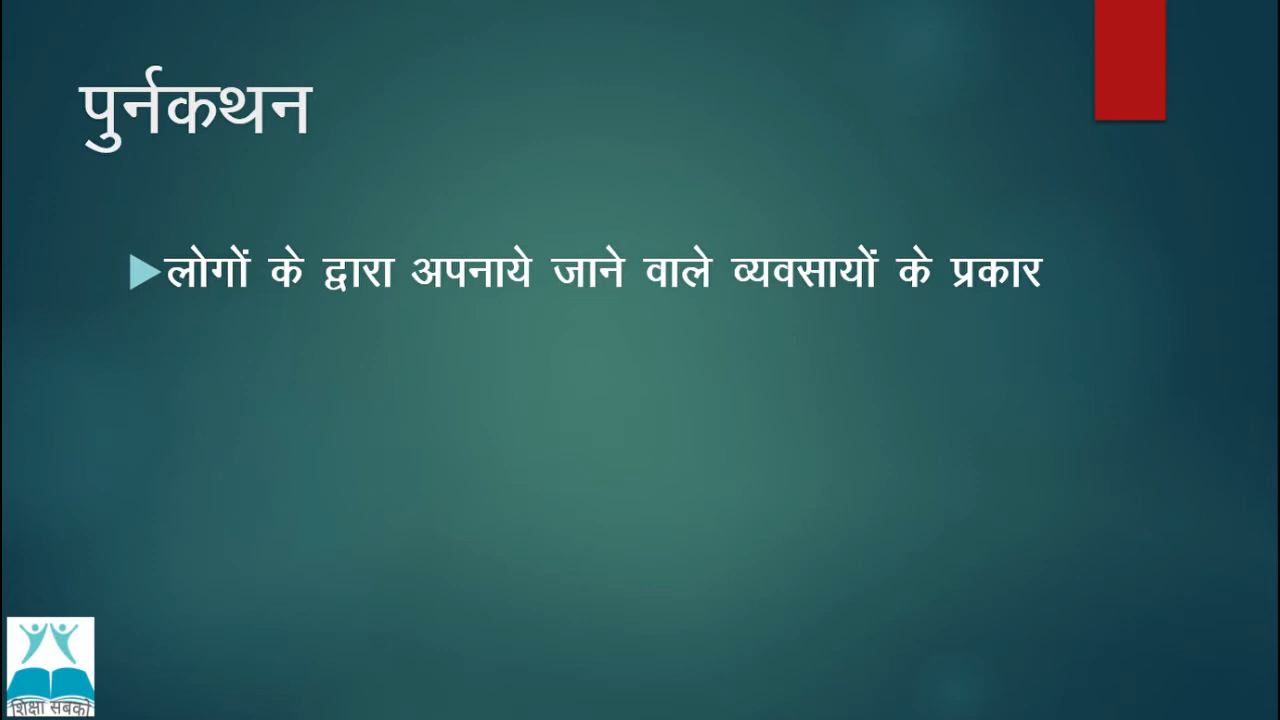 पुर्नकथन
लोगों के द्वारा अपनाये जाने वाले व्यवसायों के प्रकार
शिक्षा सबको